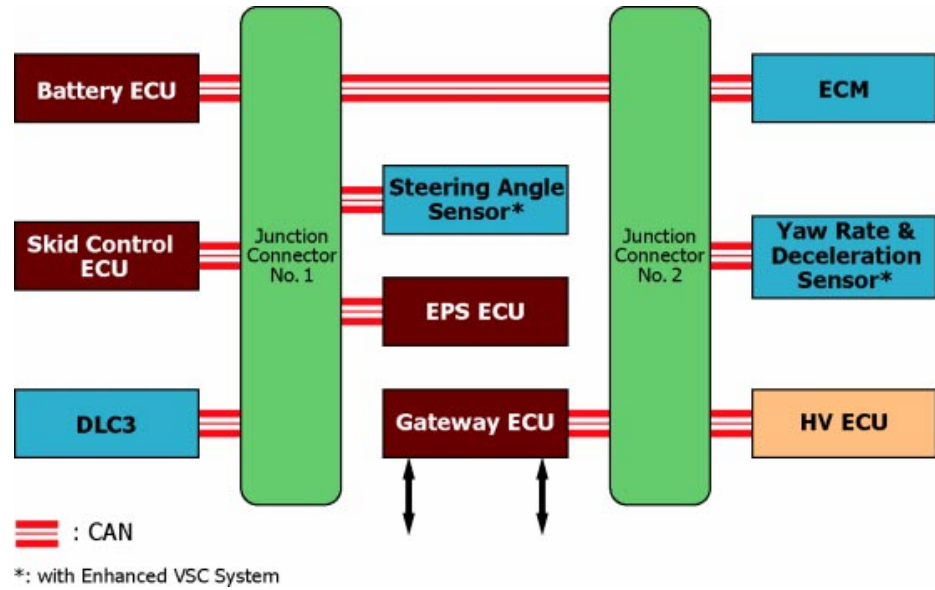 Battery ECU
ECM
Steering Angle
Sensor*
Skid Control
ECU
Junction
Connector
No. 1
Junction
Connector
No. 2
Yaw Rate &
Deceleration
Sensor*
EPS ECU
DLC3
Gateway ECU
HV ECU
: CAN
*: with Enhanced VSC System